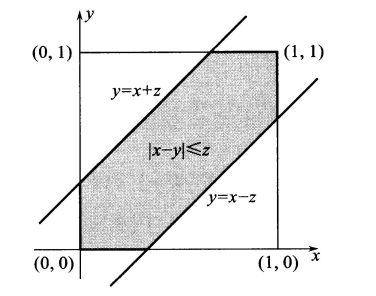 y
(0, 1)
(1, 1)
y=x+z
|x−y|⩽z
y=x−z
(0, 0)
(1, 0)
x